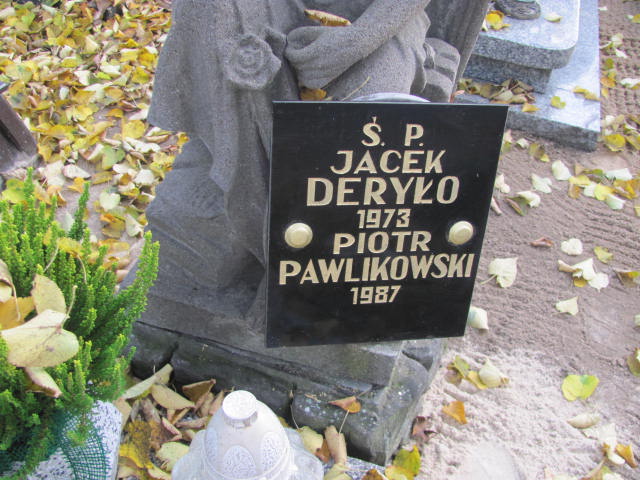 Ś. P.
JACEK
DERYŁO
1973
PIOTR
PAWLIKOWSKI
1987